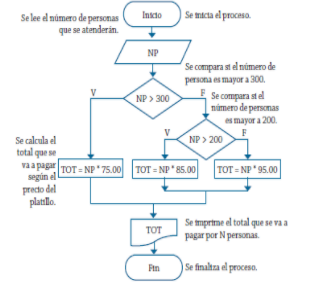 Inicio
Se inicia el proceso.
Se lee el número de personas
que se atenderán.
NP
Se compara si el número de
persona es mayor a 300.
V
NP > 300
F
Se compara si el
número de personas
es mayor a 200.
V
NP > 200
F
Se calcula el
total que se
va a pagar
según el
precio del
platillo.
TOT = NP * 75.00
TOT = NP * 85.00
TOT = NP * 95.00
TOT
Se imprime el total que se va a
pagar por N personas.
Fin
Se finaliza el proceso.